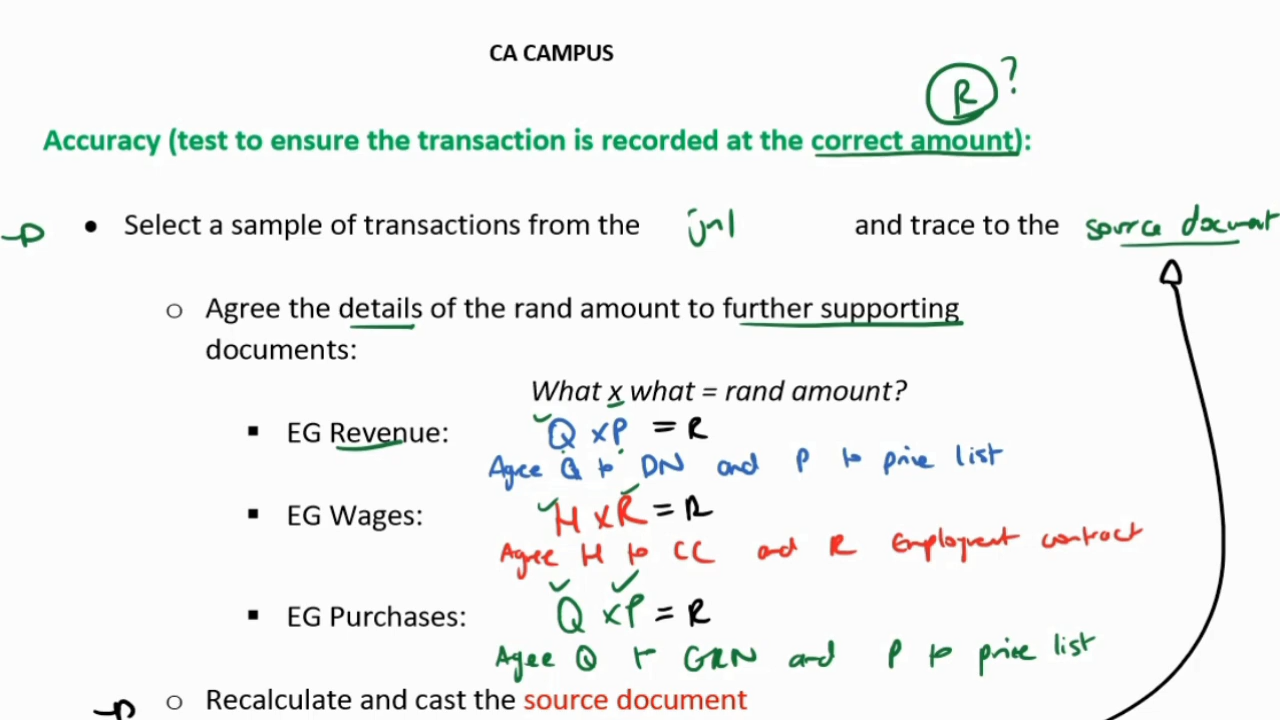 CA CAMPUS
R ?
Accuracy (test to ensure the transaction is recorded at the correct amount):
• Select a sample of transactions from the jnl and trace to the source document
o Agree the details of the rand amount to further supporting
documents:
What x what = rand amount?
▪ EG Revenue: Q x P = R
Agree Q to DN and P to price list
▪ EG Wages: H x R = R
Agree H to CC and R Employment contract
▪ EG Purchases: Q x P = R
Agree Q to GRN and P to price list
o Recalculate and cast the source document